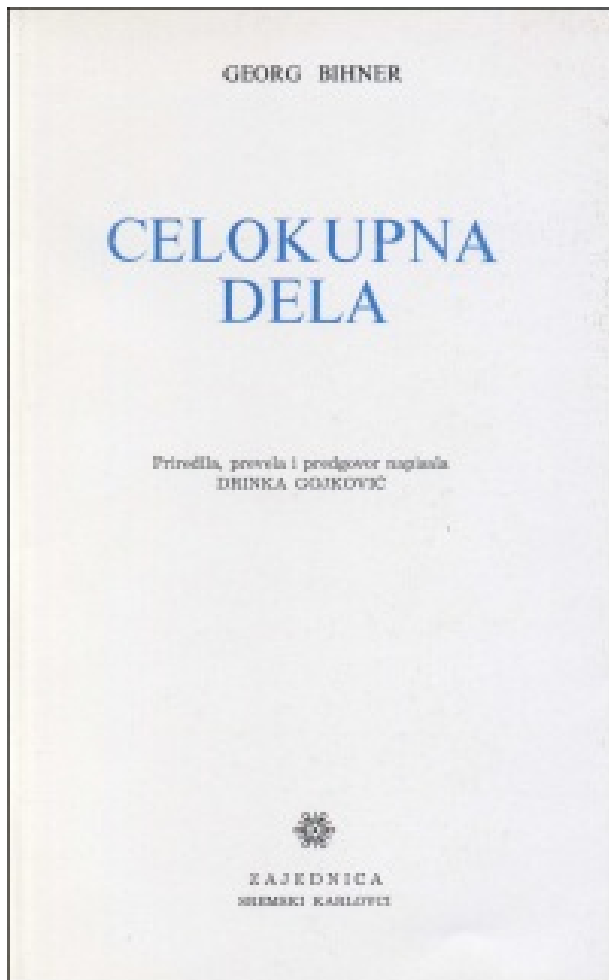 GEORG BIHNER
CELOKUPNA
DELA
Priredila, prevela i predgovor napisala
DRINKA GOJKOVIĆ
ZAJEDNICA
SREMSKI KARLOVCI